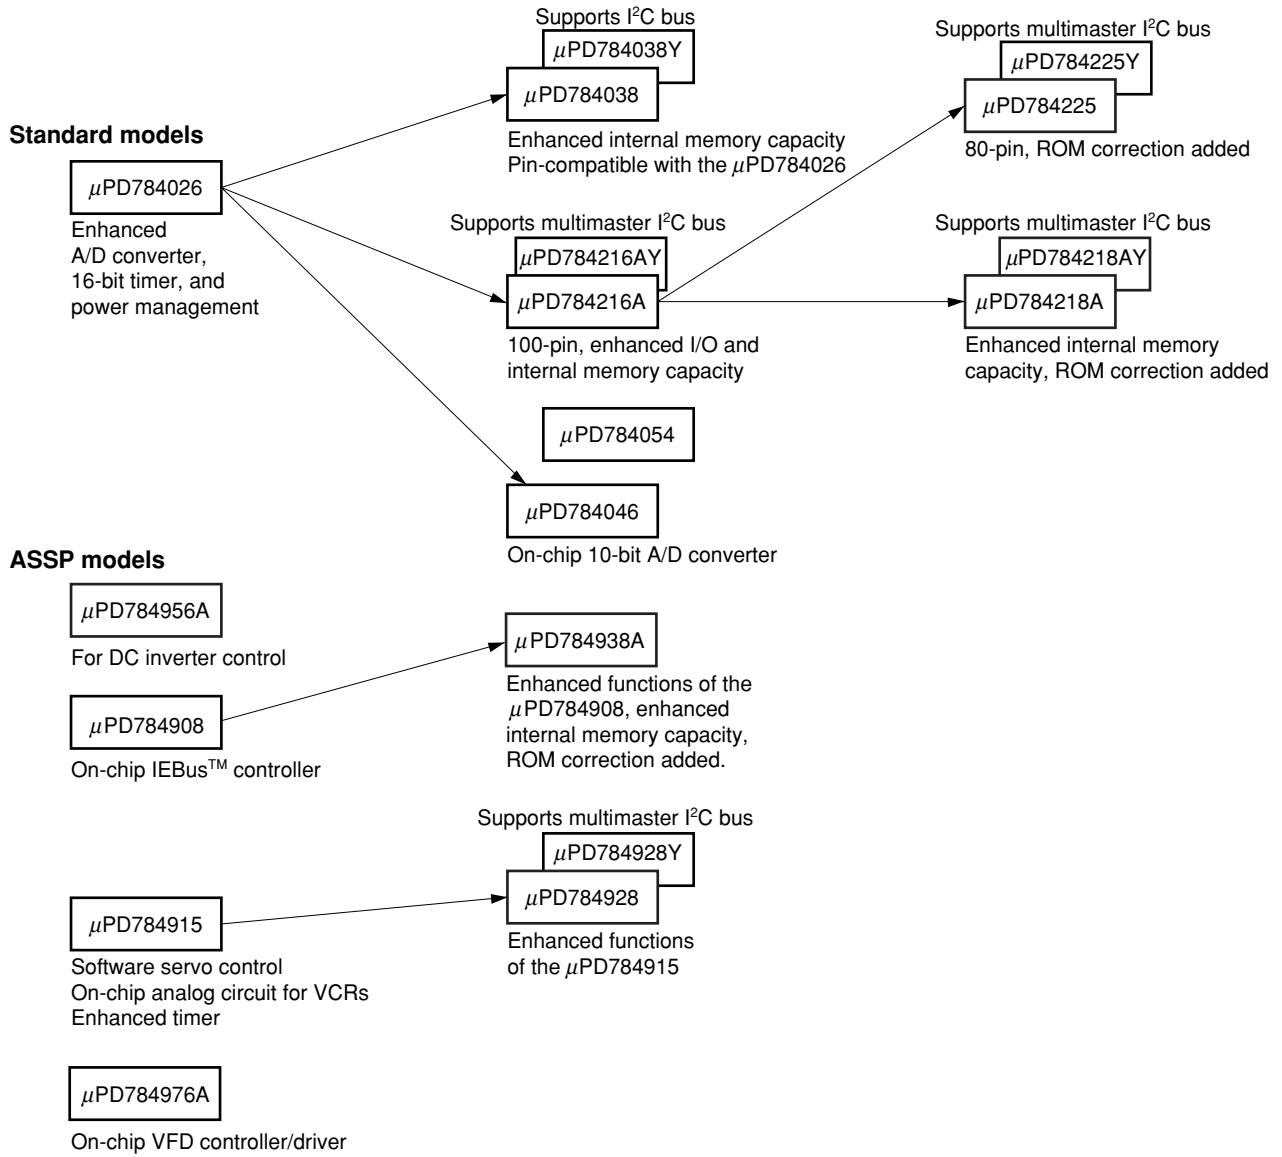 Standard models
μPD784026
Enhanced
A/D converter,
16-bit timer, and
power management
Supports I²C bus
μPD784038Y
μPD784038
Enhanced internal memory capacity
Pin-compatible with the μPD784026
Supports multimaster I²C bus
μPD784216AY
μPD784216A
100-pin, enhanced I/O and
internal memory capacity
μPD784054
μPD784046
On-chip 10-bit A/D converter
Supports multimaster I²C bus
μPD784225Y
μPD784225
80-pin, ROM correction added
Supports multimaster I²C bus
μPD784218AY
μPD784218A
Enhanced internal memory
capacity, ROM correction added
ASSP models
μPD784956A
For DC inverter control
μPD784908
On-chip IEBus™ controller
μPD784938A
Enhanced functions of the
μPD784908, enhanced
internal memory capacity,
ROM correction added.
μPD784915
Software servo control
On-chip analog circuit for VCRs
Enhanced timer
Supports multimaster I²C bus
μPD784928Y
μPD784928
Enhanced functions
of the μPD784915
μPD784976A
On-chip VFD controller/driver